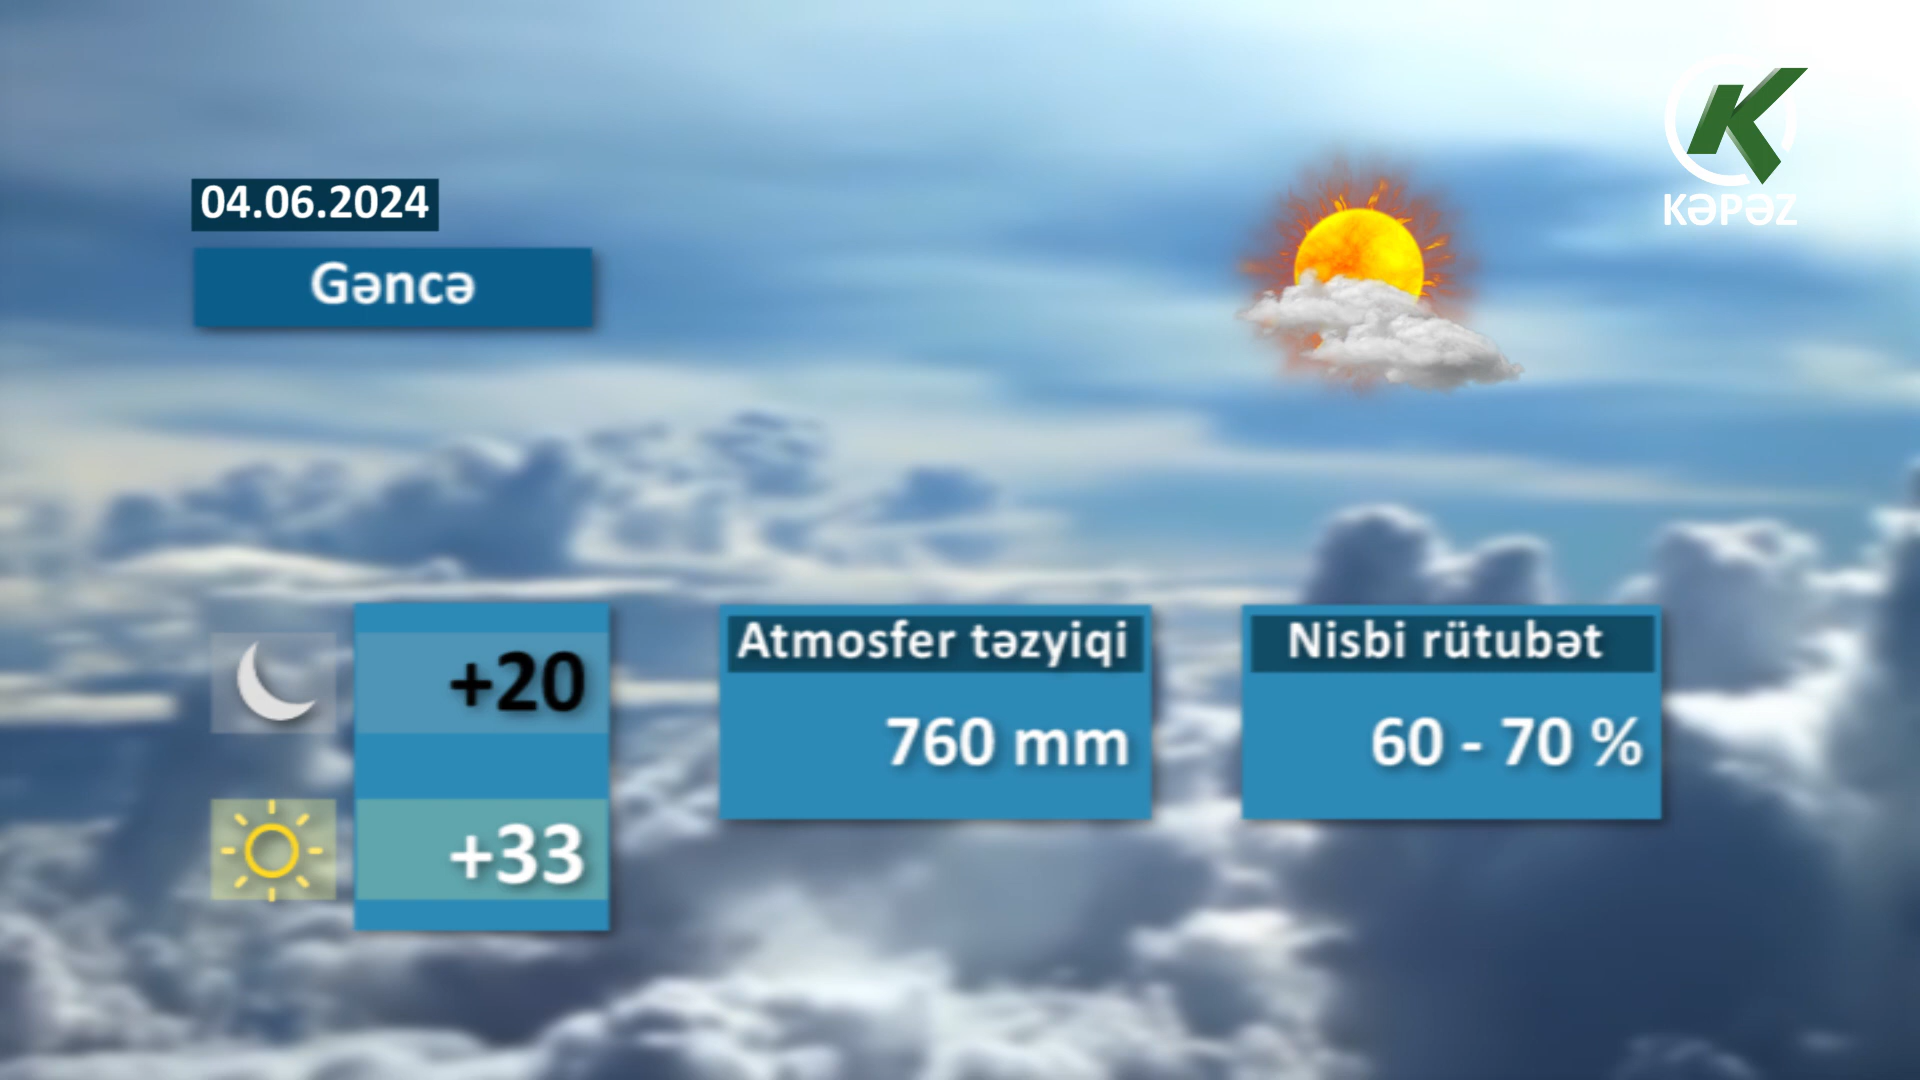 KƏPƏZ
04.06.2024
Gəncə
+20
+33
Atmosfer təzyiqi
760 mm
Nisbi rütubət
60 - 70 %